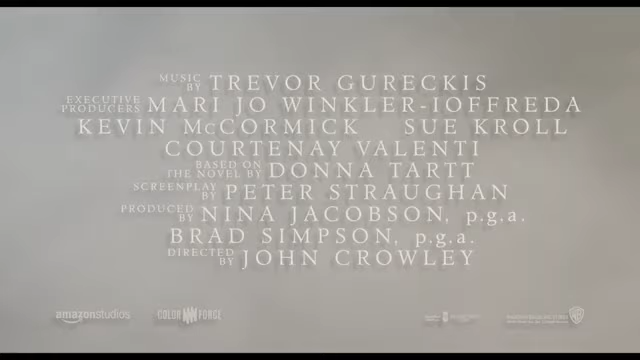 MUSIC BY TREVOR GURECKIS
EXECUTIVE PRODUCERS MARI JO WINKLER-IOFFREDA
KEVIN McCORMICK SUE KROLL
COURTENAY VALENTI
BASED ON THE NOVEL BY DONNA TARTT
SCREENPLAY BY PETER STRAUGHAN
PRODUCED BY NINA JACOBSON, p.g.a.
BRAD SIMPSON, p.g.a.
DIRECTED BY JOHN CROWLEY
amazonstudios COLOR FORCE